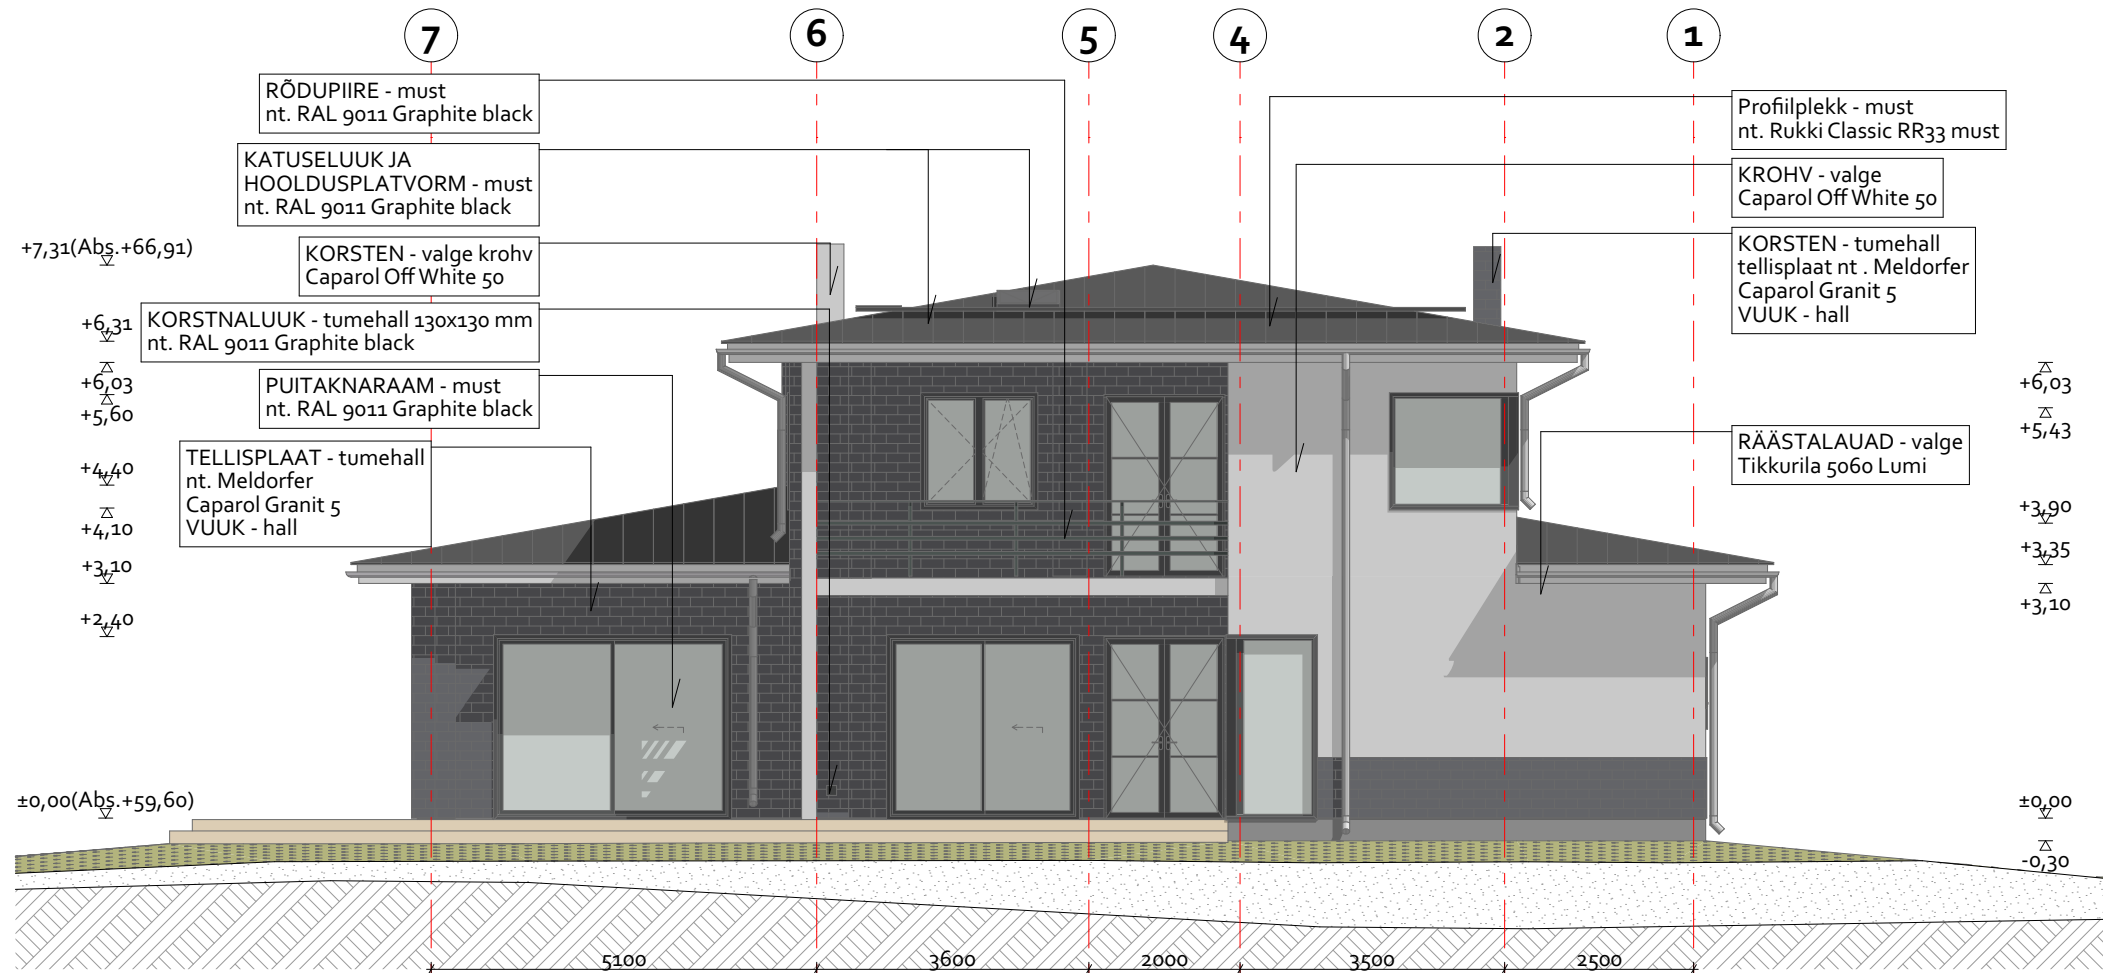 7
6
5
4
2
1
RÕDUPIIRE - must
nt. RAL 9011 Graphite black
KATUSELUUK JA
HOOLDUSPLATVORM - must
nt. RAL 9011 Graphite black
KORSTEN - valge krohv
Caparol Off White 50
KORSTNALUUK - tumehall 130x130 mm
nt. RAL 9011 Graphite black
PUITAKNARAAM - must
nt. RAL 9011 Graphite black
TELLISPLAAT - tumehall
nt. Meldorfer
Caparol Granit 5
VUUK - hall
Profiilplekk - must
nt. Rukki Classic RR33 must
KROHV - valge
Caparol Off White 50
KORSTEN - tumehall
tellisplaat nt . Meldorfer
Caparol Granit 5
VUUK - hall
RÄÄSTALAUAD - valge
Tikkurila 5060 Lumi
+7,31(Abs.+66,91)
+6,31
+6,03
+5,60
+4,40
+4,10
+3,10
+2,40
±0,00(Abs.+59,60)
+6,03
+5,43
+3,90
+3,35
+3,10
±0,00
-0,30
5100
3600
2000
3500
2500